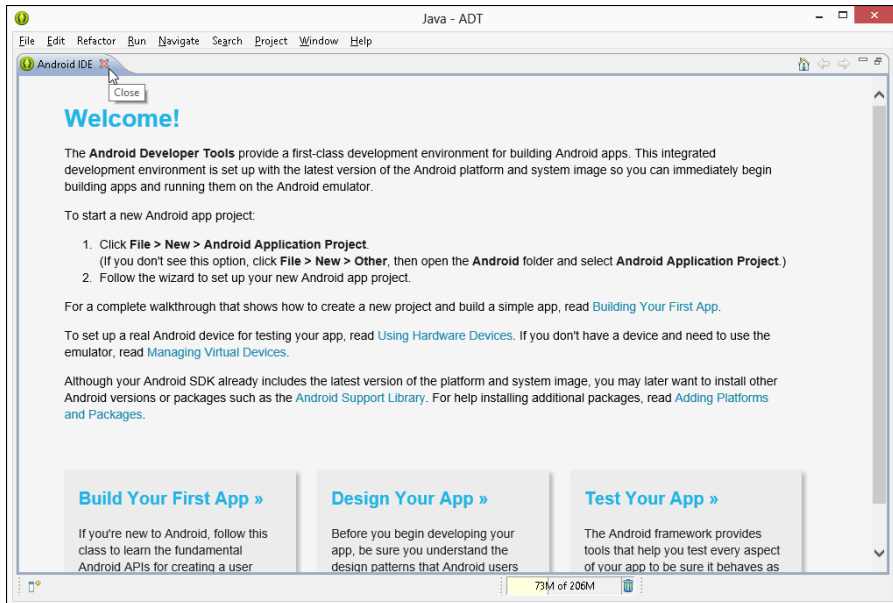 Java - ADT
File Edit Refactor Run Navigate Search Project Window Help
Android IDE
Close
Welcome!
The Android Developer Tools provide a first-class development environment for building Android apps. This integrated
development environment is set up with the latest version of the Android platform and system image so you can immediately begin
building apps and running them on the Android emulator.
To start a new Android app project:
1. Click File > New > Android Application Project.
(If you don't see this option, click File > New > Other, then open the Android folder and select Android Application Project.)
2. Follow the wizard to set up your new Android app project.
For a complete walkthrough that shows how to create a new project and build a simple app, read Building Your First App.
To set up a real Android device for testing your app, read Using Hardware Devices. If you don't have a device and need to use the
emulator, read Managing Virtual Devices.
Although your Android SDK already includes the latest version of the platform and system image, you may later want to install other
Android versions or packages such as the Android Support Library. For help installing additional packages, read Adding Platforms
and Packages.
Build Your First App »
If you're new to Android, follow this
class to learn the fundamental
Android APIs for creating a user
Design Your App »
Before you begin developing your
app, be sure you understand the
design patterns that Android users
Test Your App »
The Android framework provides
tools that help you test every aspect
of your app to be sure it behaves as
73M of 206M